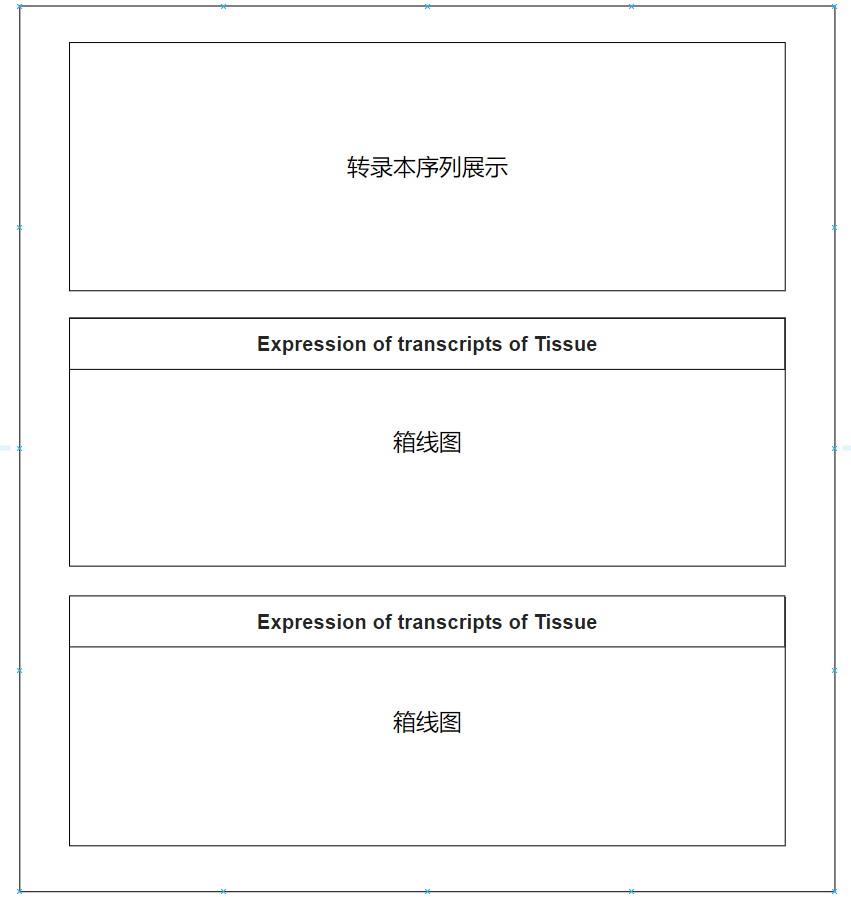 转录本序列展示
Expression of transcripts of Tissue
箱线图
Expression of transcripts of Tissue
箱线图